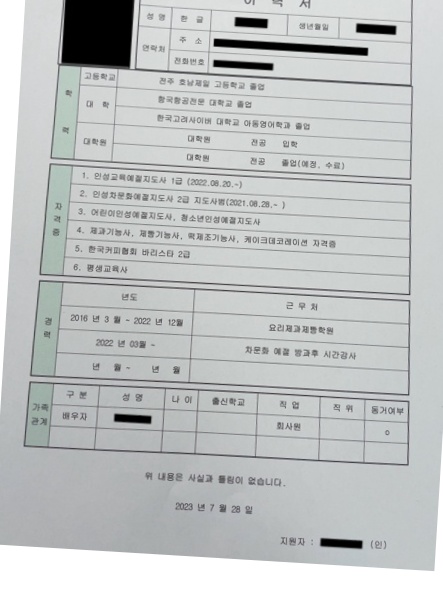 이 력 서
성 명 한 글 생년월일
연락처 주 소
전화번호
학 력
고등학교 전주 호남제일 고등학교 졸업
대 학 한국항공전문 대학교 졸업
한국고려사이버 대학교 아동영어학과 졸업
대학원 대학원 전공 입학
대학원 전공 졸업(예정, 수료)
자격증
1. 인성교육예절지도사 1급 (2022.08.20.~)
2. 인성차문화예절지도사 2급 지도사범(2021.08.28.~ )
3. 어린이인성예절지도사, 청소년인성예절지도사
4. 제과기능사, 제빵기능사, 떡제조기능사, 케이크데코레이션 자격증
5. 한국커피협회 바리스타 2급
6. 평생교육사
경력
년도 근 무 처
2016 년 3 월 ~ 2022 년 12월 요리제과제빵학원
2022 년 03월 ~ 차문화 예절 방과후 시간강사
년 월 ~ 년 월
가족관계
구 분 성 명 나 이 출신학교 직 업 직 위 동거여부
배우자 회사원 ○
위 내용은 사실과 틀림이 없습니다.
2023 년 7 월 28 일
지원자 : (인)